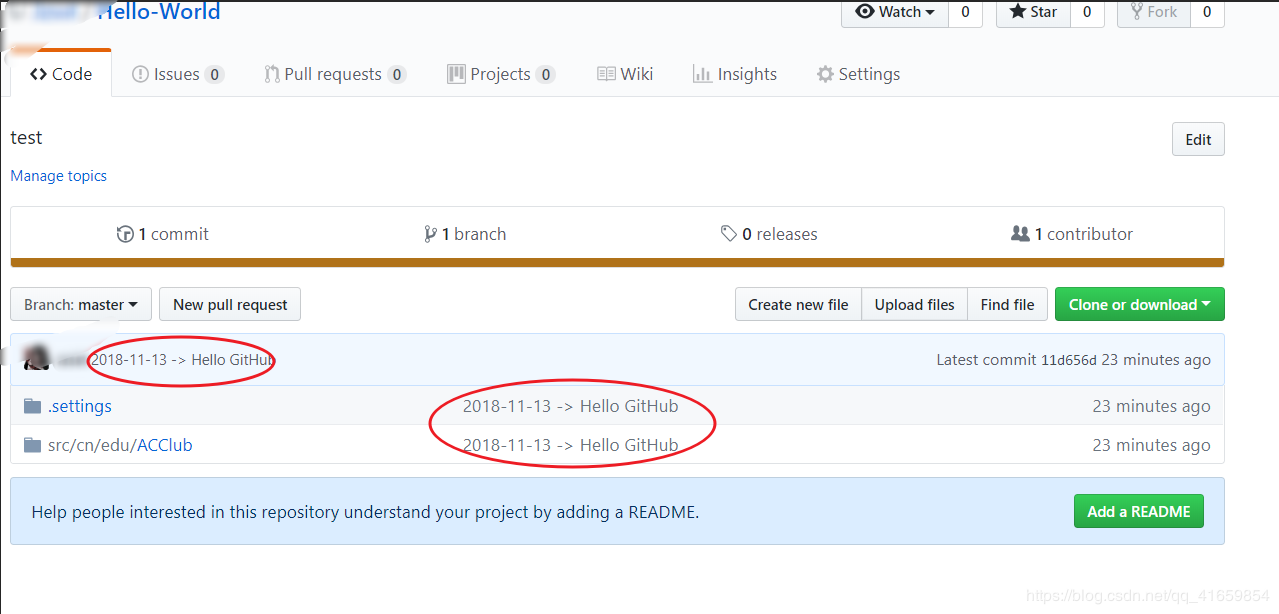 Hello-World
Watch 0 Star 0 Fork 0
Code Issues 0 Pull requests 0 Projects 0 Wiki Insights Settings
test
Edit
Manage topics
1 commit 1 branch 0 releases 1 contributor
Branch: master New pull request Create new file Upload files Find file Clone or download
2018-11-13 -> Hello GitHub Latest commit 11d656d 23 minutes ago
.settings 2018-11-13 -> Hello GitHub 23 minutes ago
src/cn/edu/ACClub 2018-11-13 -> Hello GitHub 23 minutes ago
Help people interested in this repository understand your project by adding a README. Add a README
https://blog.csdn.net/qq_41659854